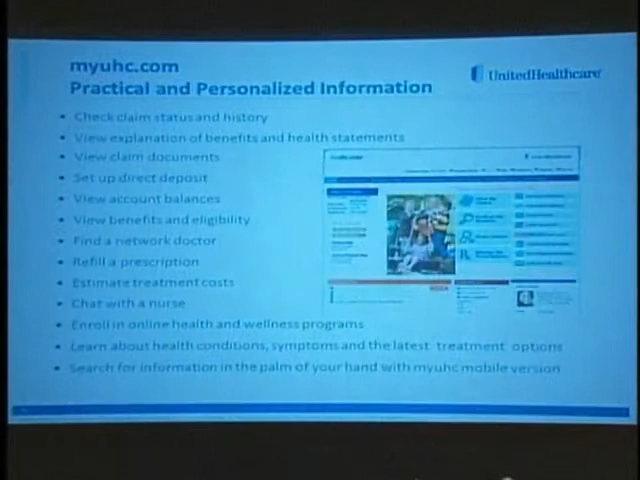 myuhc.com
Practical and Personalized Information
UnitedHealthcare
• Check claim status and history
• View explanation of benefits and health statements
• View claim documents
• Set up direct deposit
• View account balances
• View benefits and eligibility
• Find a network doctor
• Refill a prescription
• Estimate treatment costs
• Chat with a nurse
• Enroll in online health and wellness programs
• Learn about health conditions, symptoms and the latest treatment options
• Search for information in the palm of your hand with myuhc mobile version